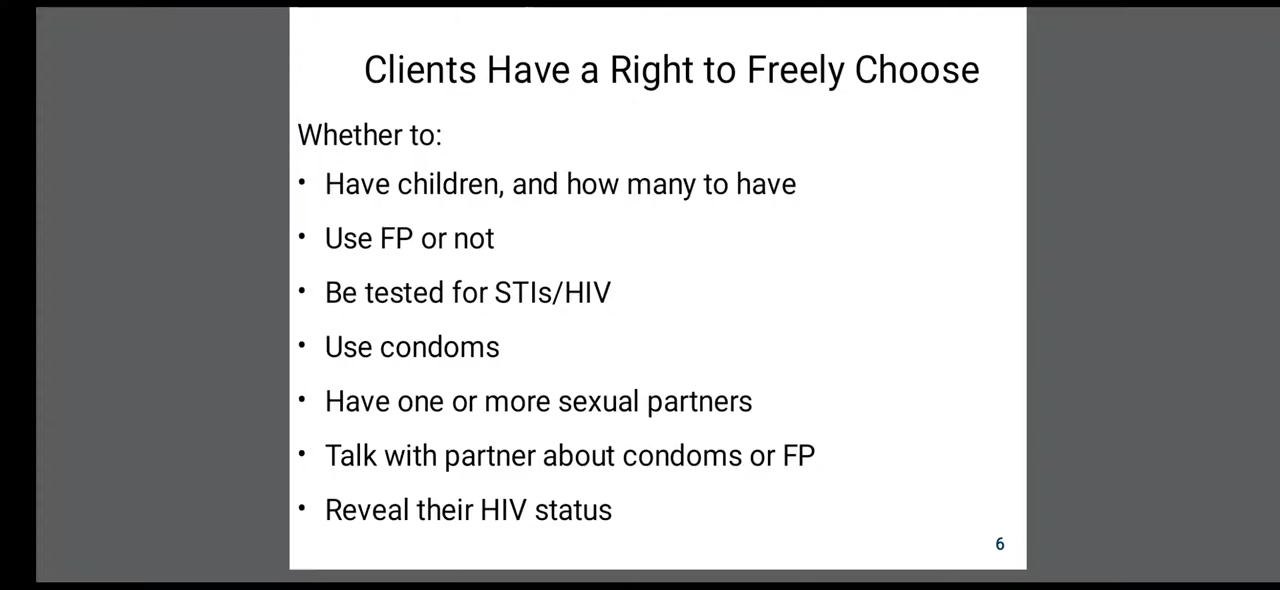 Clients Have a Right to Freely Choose
Whether to:
• Have children, and how many to have
• Use FP or not
• Be tested for STIs/HIV
• Use condoms
• Have one or more sexual partners
• Talk with partner about condoms or FP
• Reveal their HIV status
6